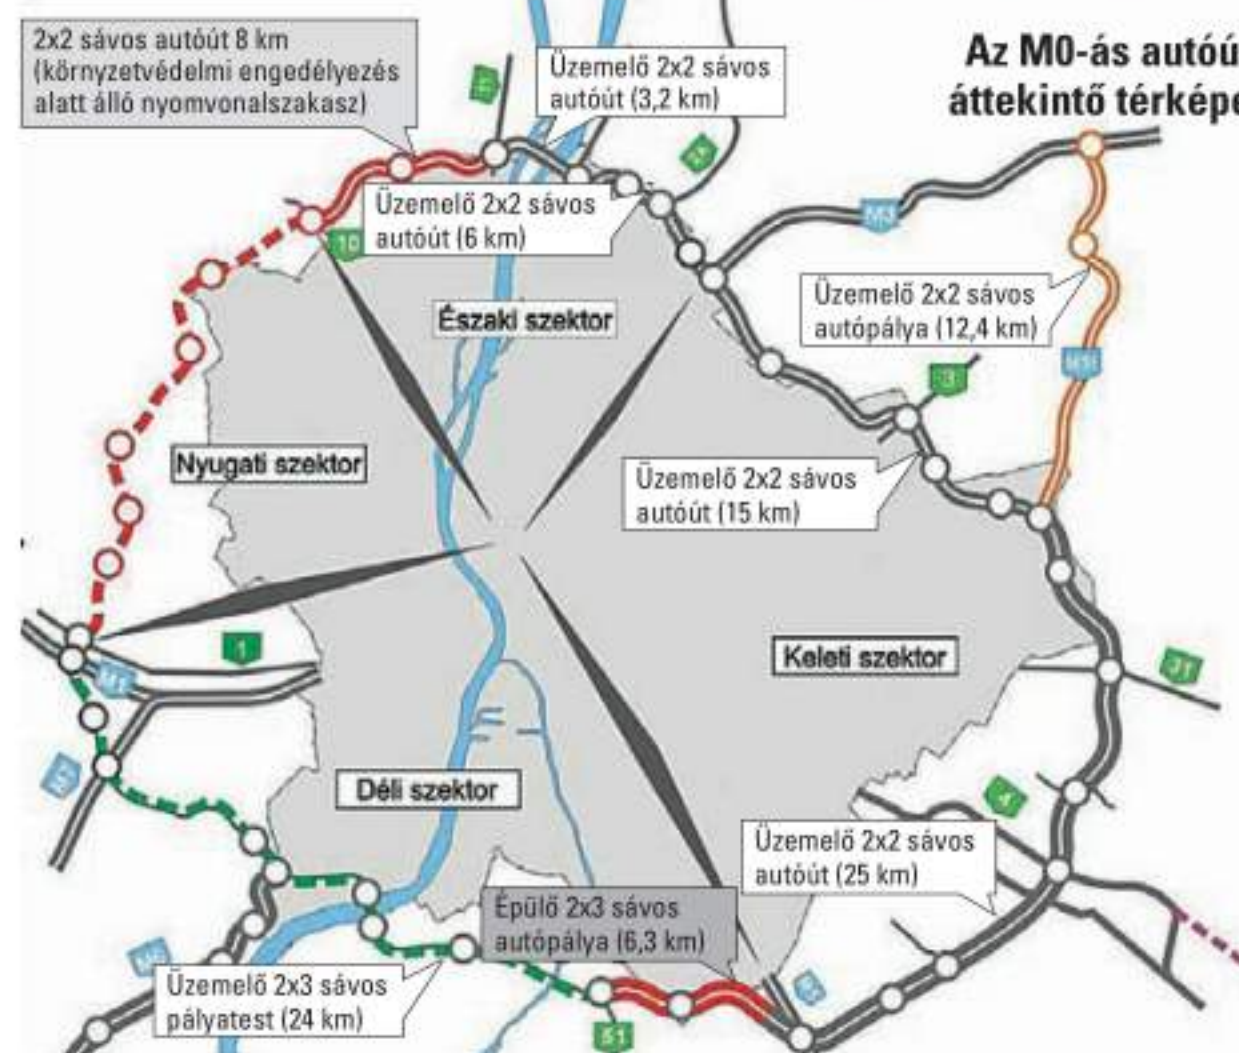 2x2 sávos autóút 8 km
(környzetvédelmi engedélyezés
alatt álló nyomvonalszakasz)
Üzemelő 2x2 sávos
autóút (3,2 km)
Az M0-ás autóú
áttekintő térképe
Üzemelő 2x2 sávos
autóút (6 km)
10
M3
Üzemelő 2x2 sávos
autópálya (12,4 km)
Északi szektor
3
Nyugati szektor
Üzemelő 2x2 sávos
autóút (15 km)
1
M1
Keleti szektor
31
Déli szektor
4
Üzemelő 2x2 sávos
autóút (25 km)
Épülő 2x3 sávos
autópálya (6,3 km)
Üzemelő 2x3 sávos
pályatest (24 km)
51